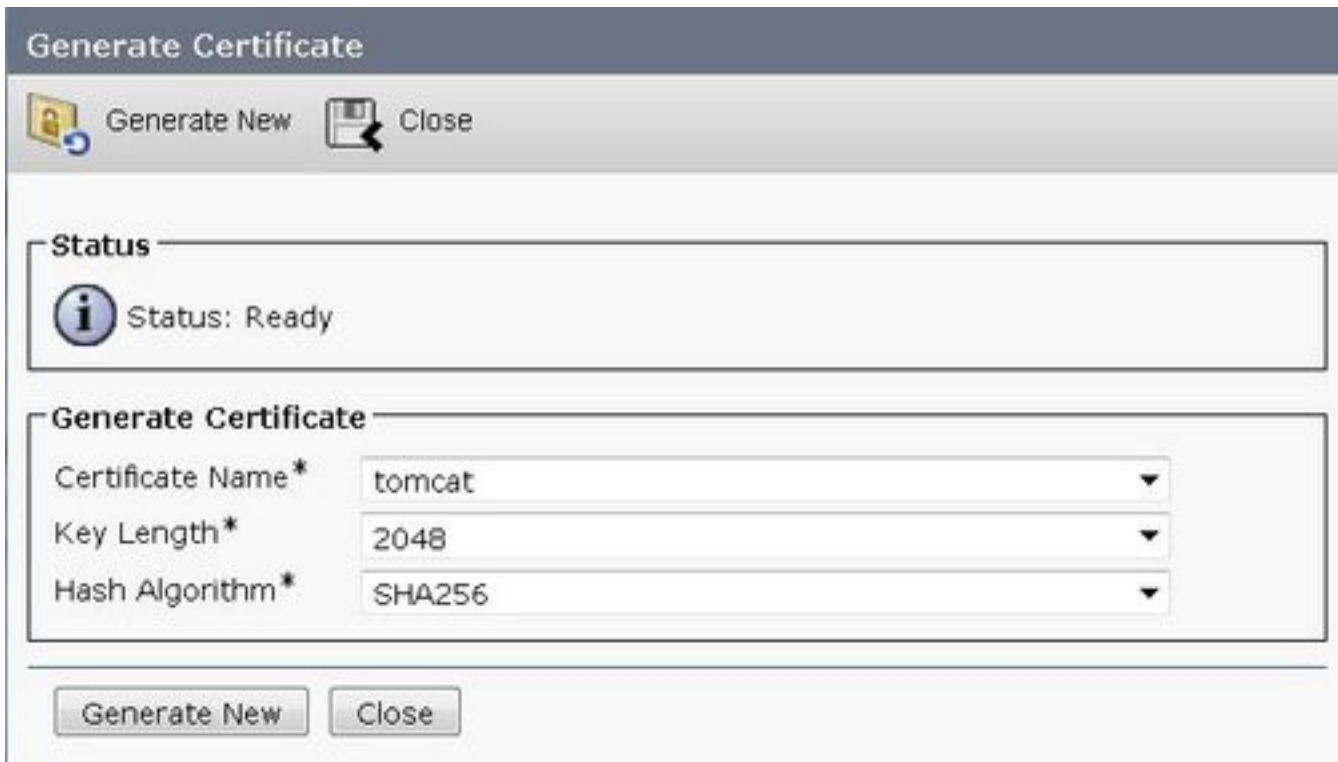 Generate Certificate
Generate New Close
Status
Status: Ready
Generate Certificate
Certificate Name* tomcat
Key Length* 2048
Hash Algorithm* SHA256
Generate New Close